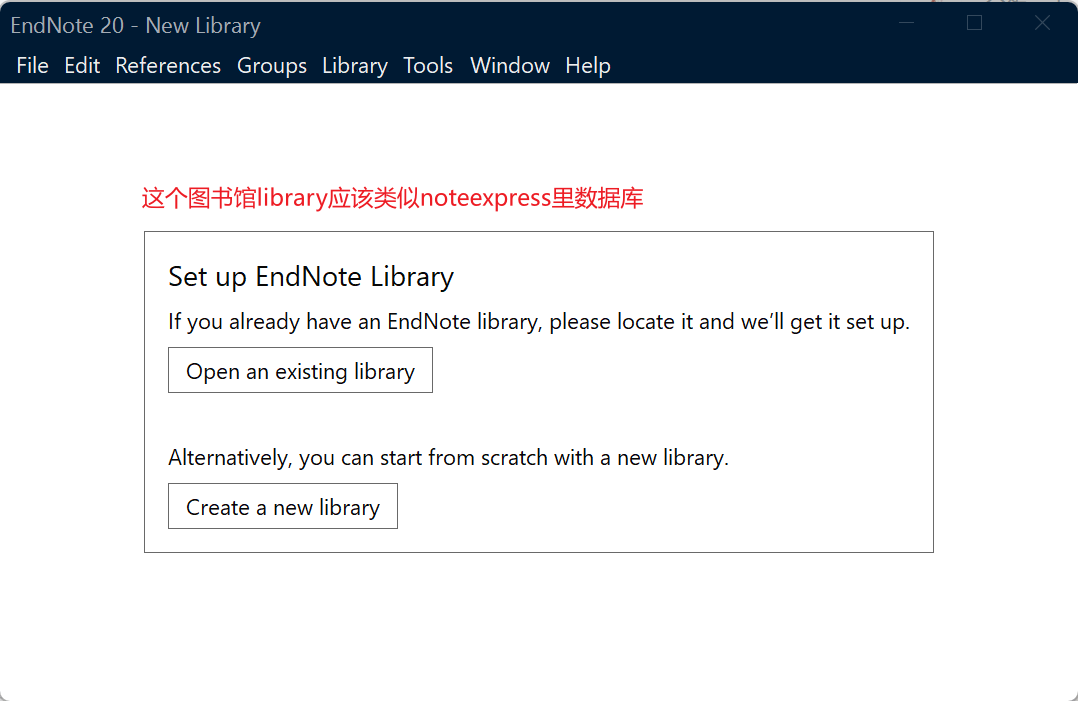 EndNote 20 - New Library
File Edit References Groups Library Tools Window Help
这个图书馆library应该类似noteexpress里数据库
Set up EndNote Library
If you already have an EndNote library, please locate it and we’ll get it set up.
Open an existing library
Alternatively, you can start from scratch with a new library.
Create a new library